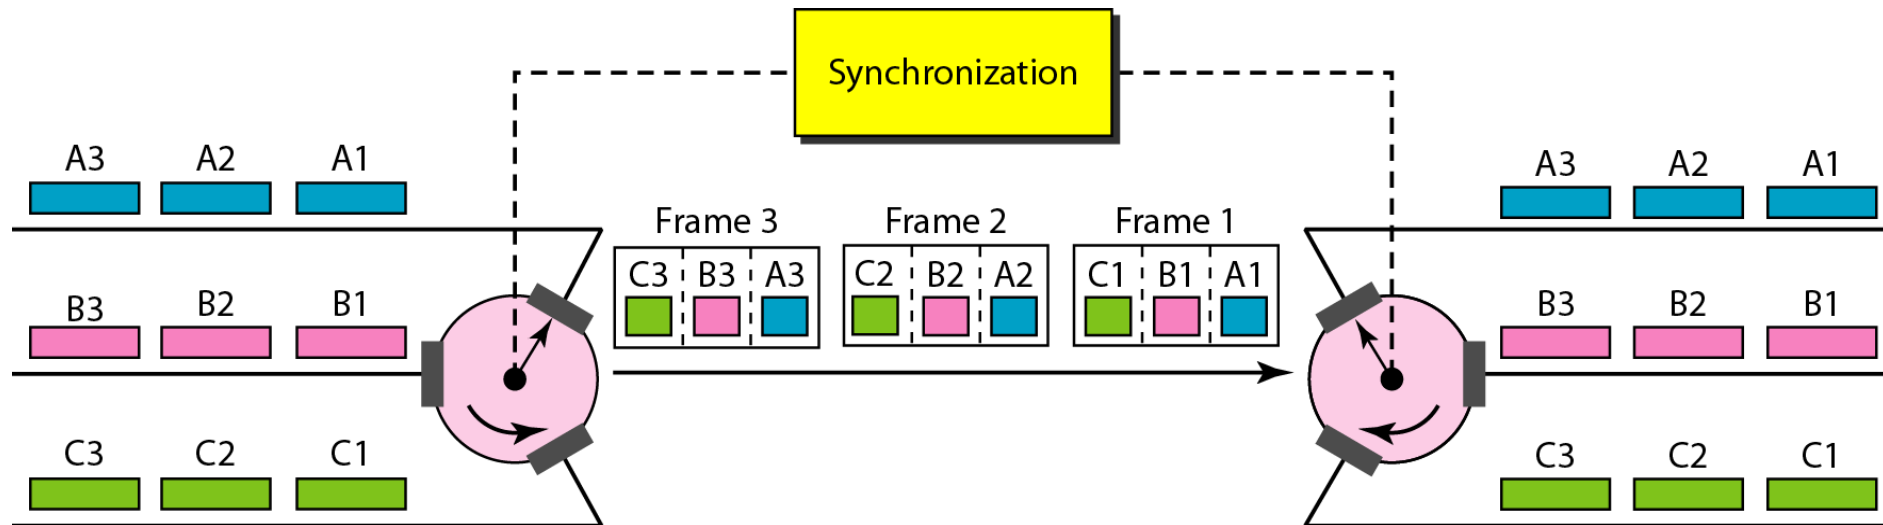 Synchronization
A3 A2 A1
A3 A2 A1
Frame 3 Frame 2 Frame 1
C3 B3 A3 C2 B2 A2 C1 B1 A1
B3 B2 B1
B3 B2 B1
C3 C2 C1
C3 C2 C1